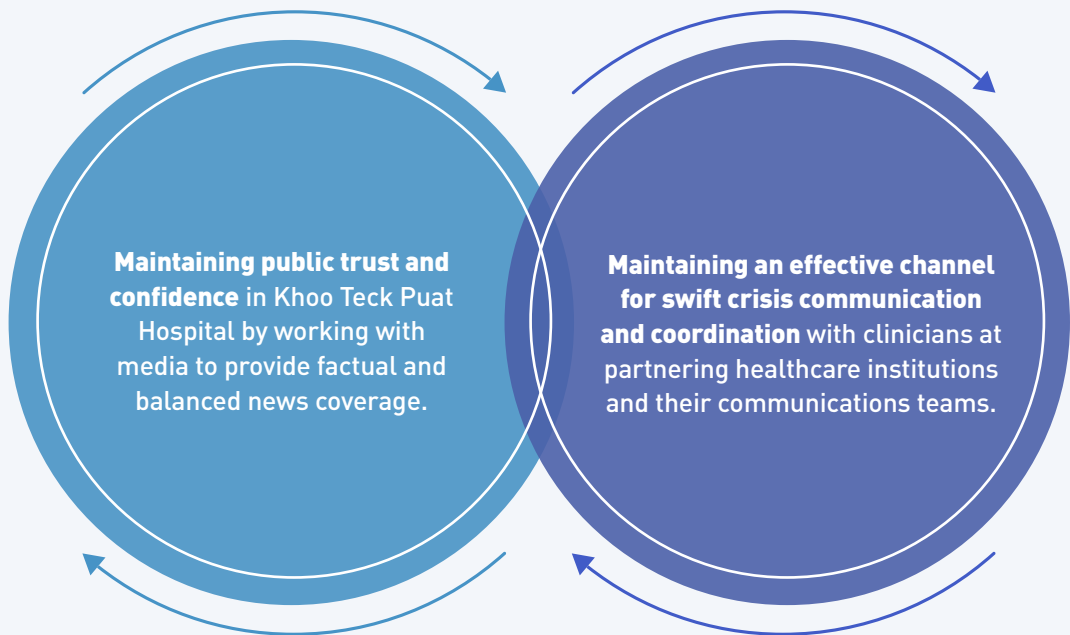 Maintaining public trust and
confidence in Khoo Teck Puat
Hospital by working with
media to provide factual and
balanced news coverage.
Maintaining an effective channel
for swift crisis communication
and coordination with clinicians at
partnering healthcare institutions
and their communications teams.